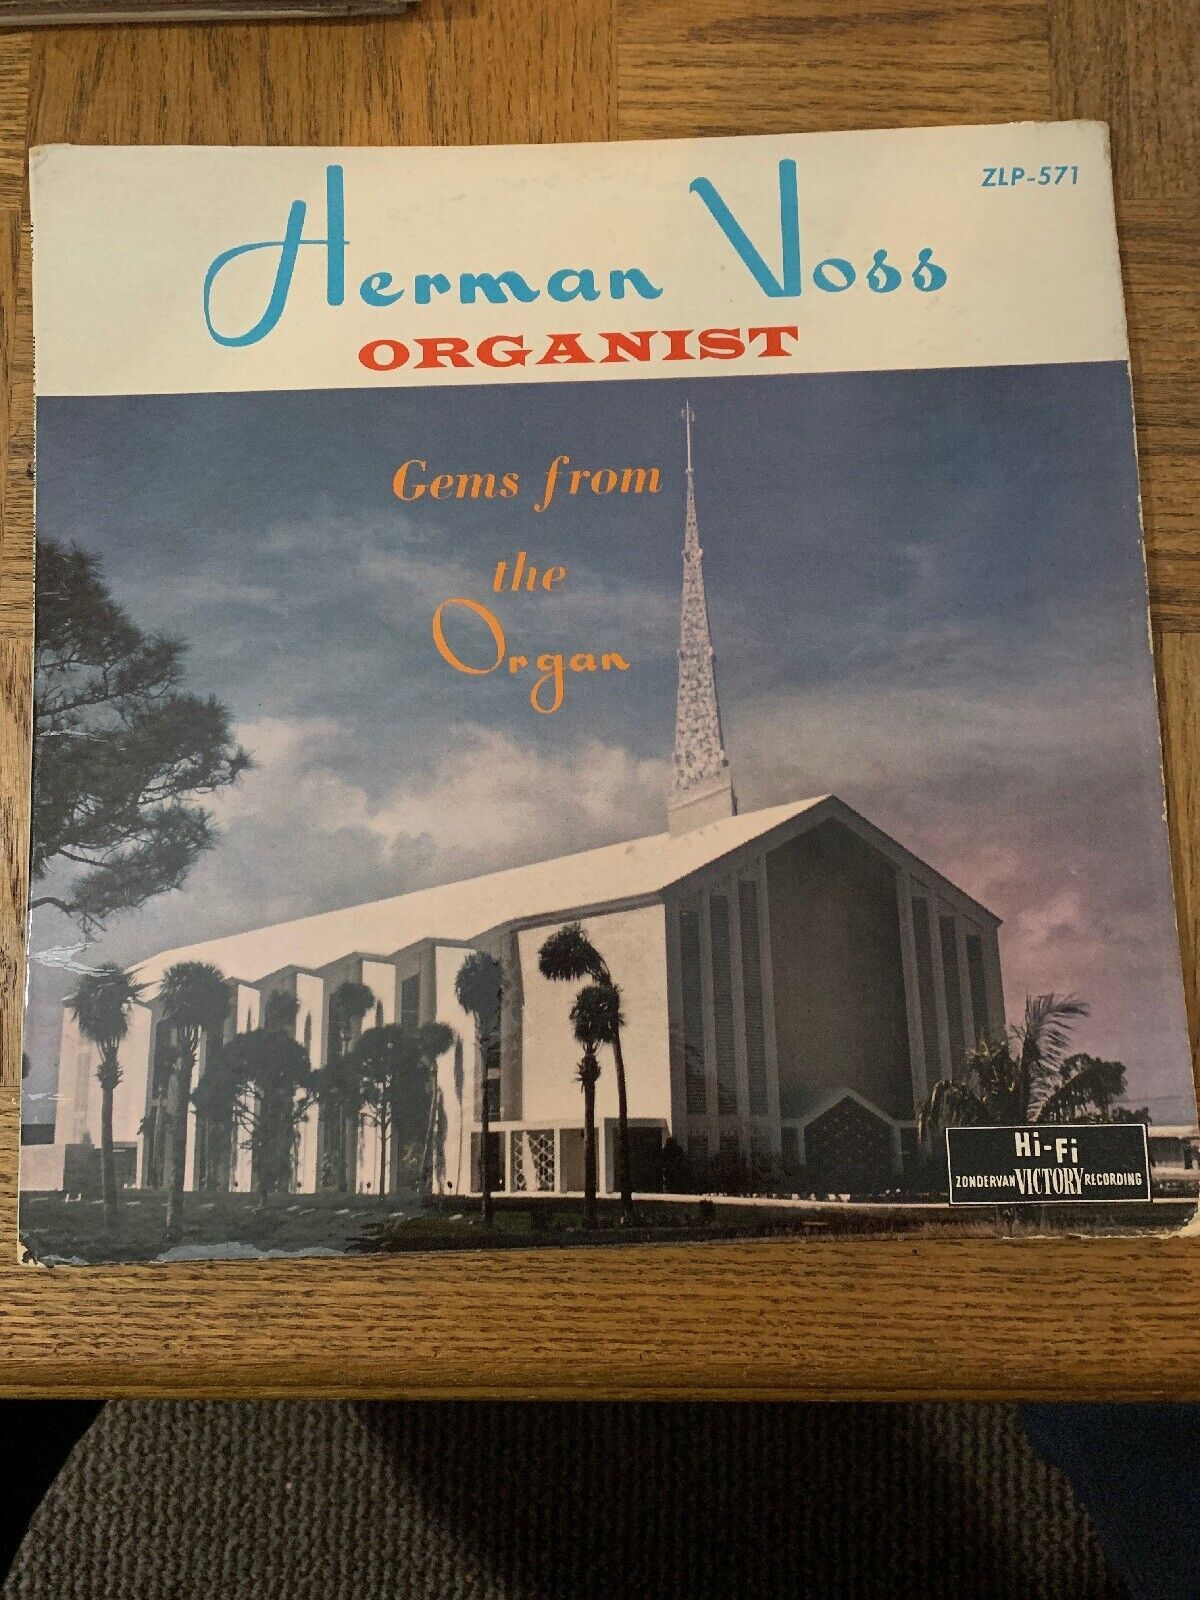 Herman Voss
ZLP-571
ORGANIST
Gems from
the
Organ
Hi-Fi
ZONDERVAN VICTORY RECORDING